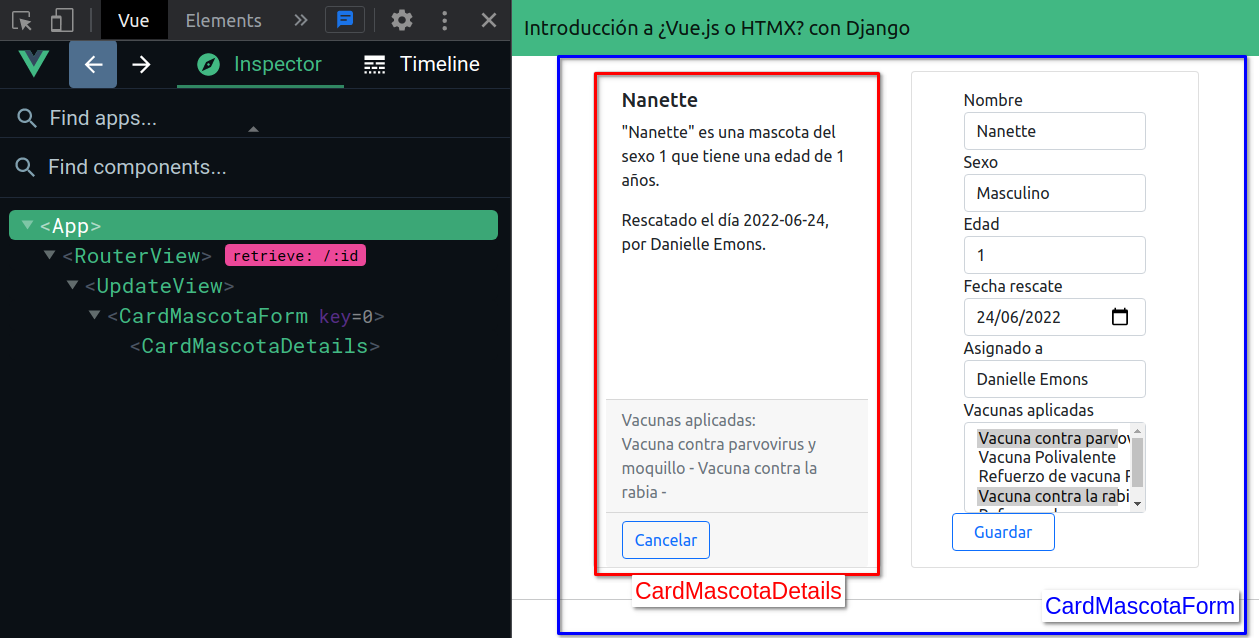 Vue
Elements
Inspector
Timeline
Find apps...
Find components...
<App>
<RouterView> retrieve: /:id
<UpdateView>
<CardMascotaForm key=0>
<CardMascotaDetails>
Introducción a ¿Vue.js o HTMX? con Django
Nanette
"Nanette" es una mascota del
sexo 1 que tiene una edad de 1
años.
Rescatado el día 2022-06-24,
por Danielle Emons.
Vacunas aplicadas:
Vacuna contra parvovirus y
moquillo - Vacuna contra la
rabia -
Cancelar
CardMascotaDetails
Nombre
Nanette
Sexo
Masculino
Edad
1
Fecha rescate
24/06/2022
Asignado a
Danielle Emons
Vacunas aplicadas
Vacuna contra parvov
Vacuna Polivalente
Refuerzo de vacuna
Vacuna contra la rabi
Guardar
CardMascotaForm